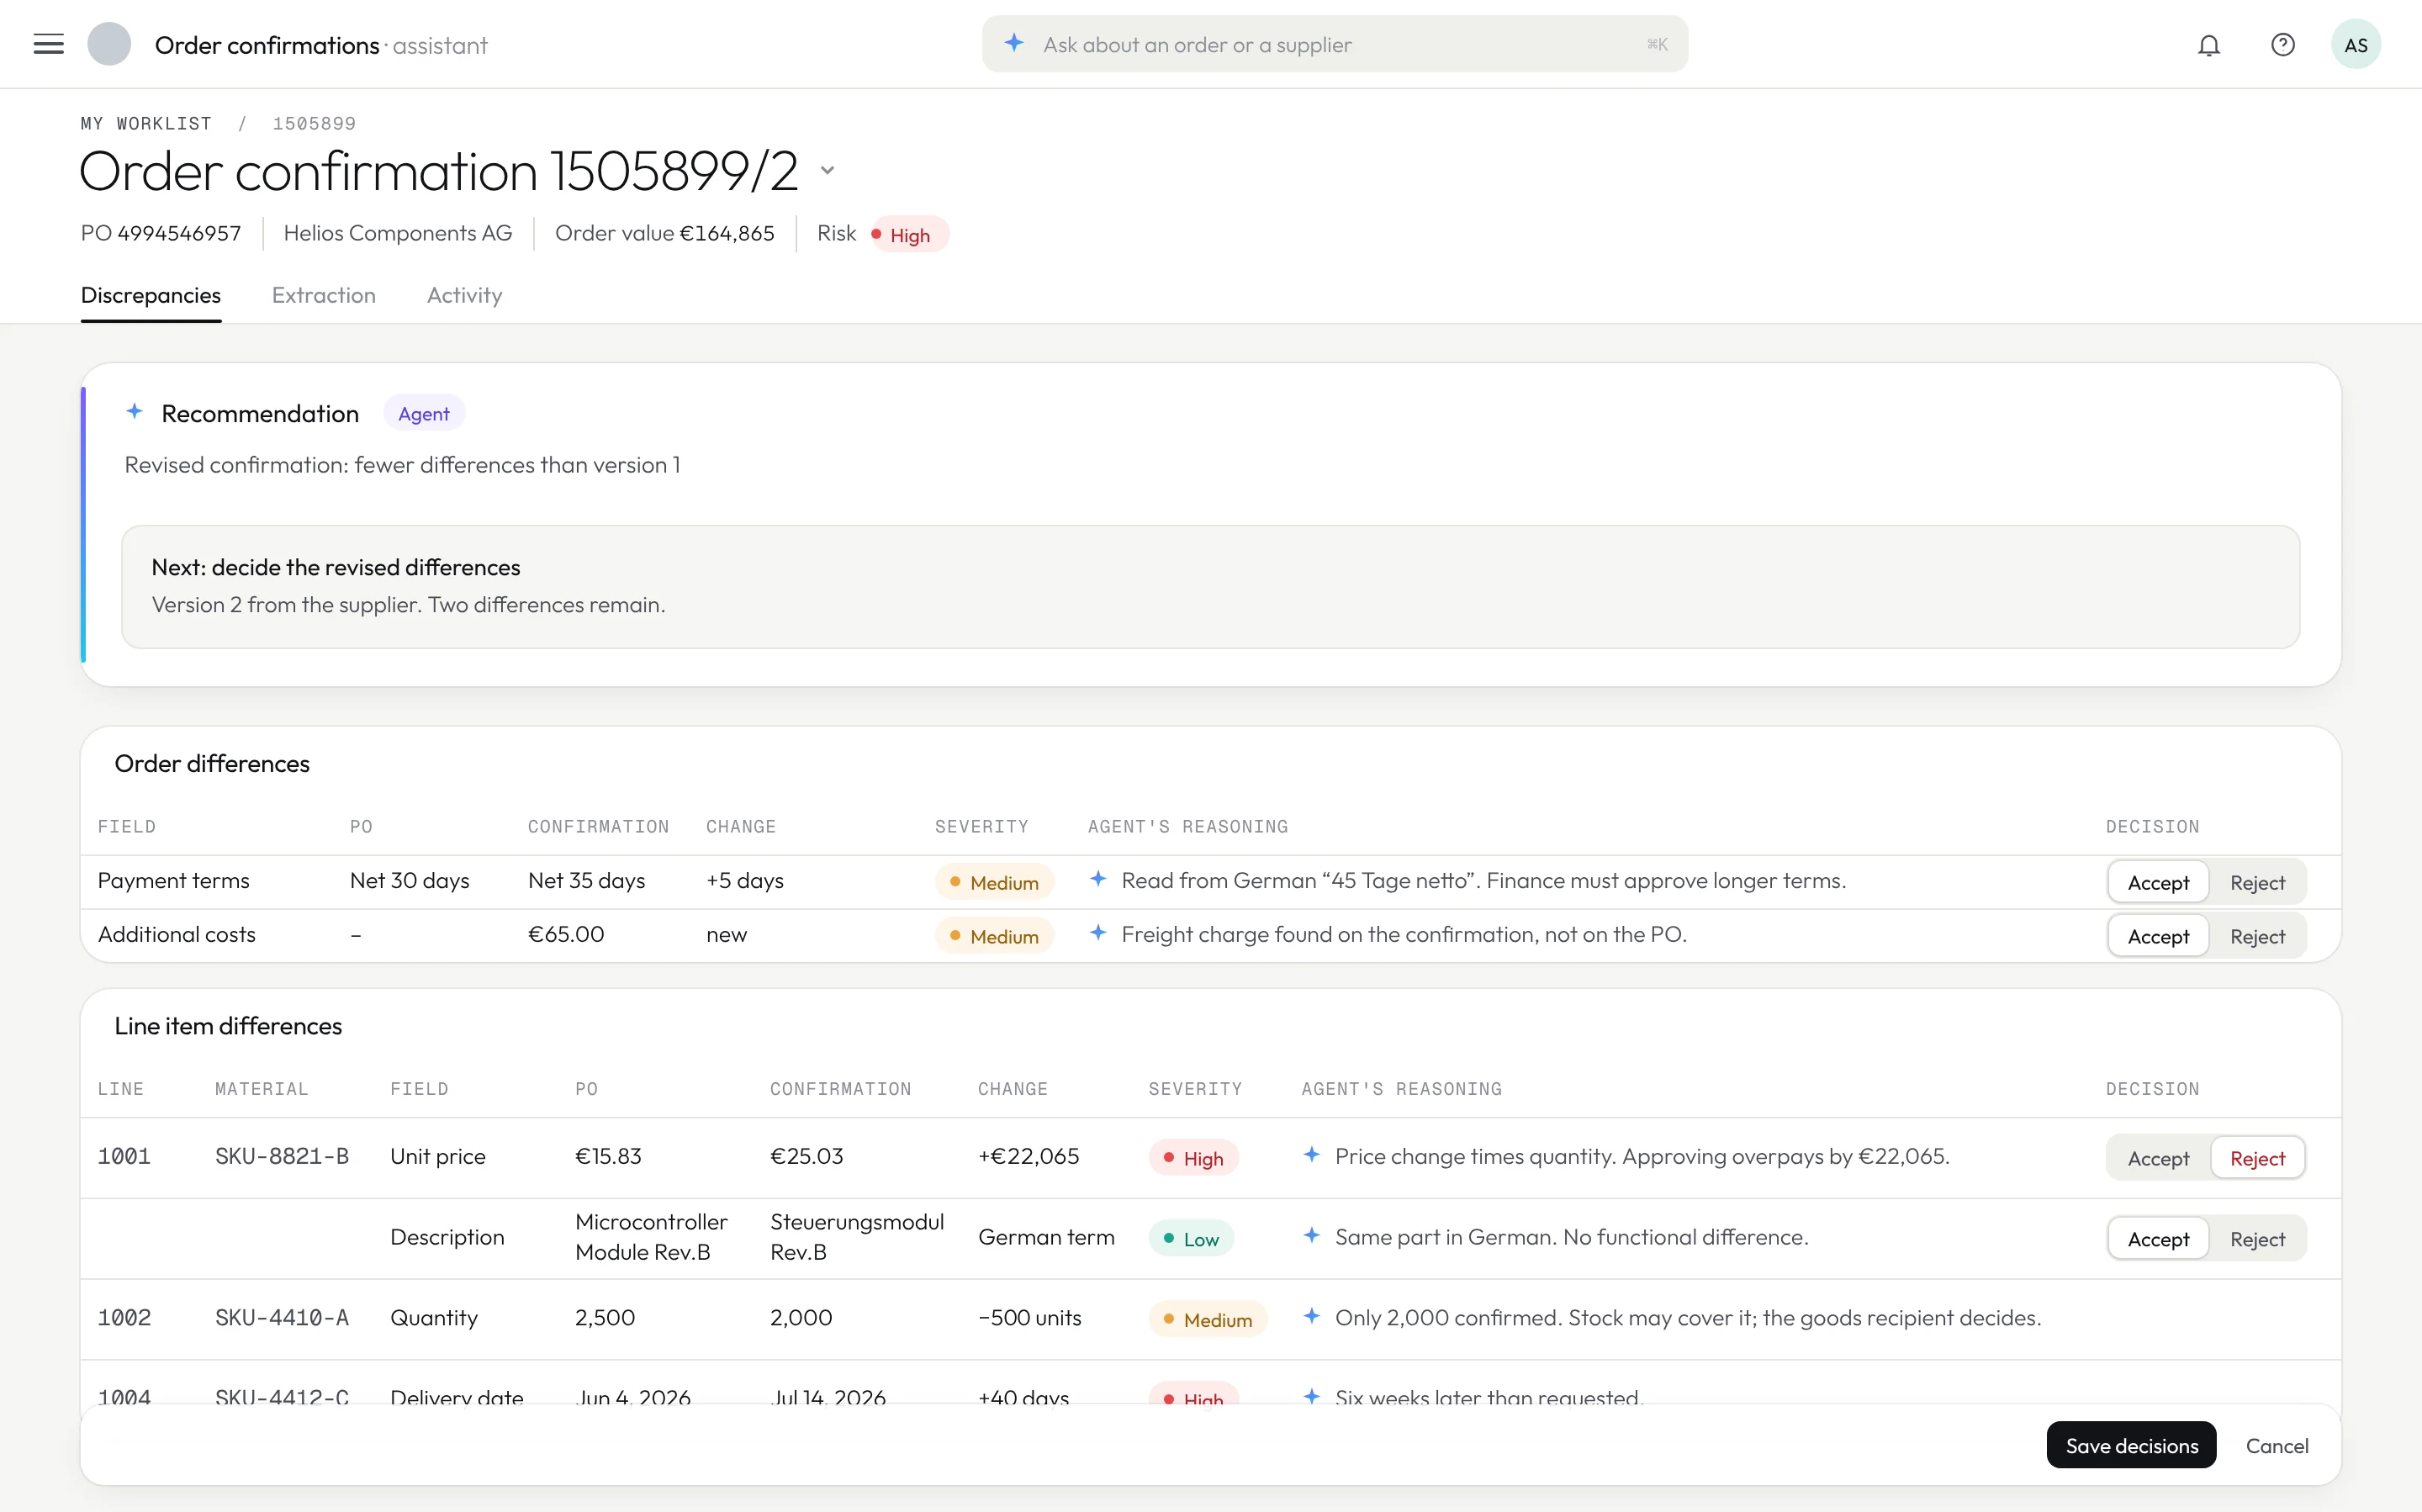 Order confirmations · assistant
Ask about an order or a supplier
⌘K
AS
MY WORKLIST / 1505899
Order confirmation 1505899/2
PO 4994546957
Helios Components AG
Order value €164,865
Risk High
Discrepancies
Extraction
Activity
Recommendation
Agent
Revised confirmation: fewer differences than version 1
Next: decide the revised differences
Version 2 from the supplier. Two differences remain.
Order differences
FIELD PO CONFIRMATION CHANGE SEVERITY AGENT'S REASONING DECISION
Payment terms Net 30 days Net 35 days +5 days Medium Read from German “45 Tage netto”. Finance must approve longer terms. Accept Reject
Additional costs – €65.00 new Medium Freight charge found on the confirmation, not on the PO. Accept Reject
Line item differences
LINE MATERIAL FIELD PO CONFIRMATION CHANGE SEVERITY AGENT'S REASONING DECISION
1001 SKU-8821-B Unit price €15.83 €25.03 +€22,065 High Price change times quantity. Approving overpays by €22,065. Accept Reject
Description Microcontroller Module Rev.B Steuerungsmodul Rev.B German term Low Same part in German. No functional difference. Accept Reject
1002 SKU-4410-A Quantity 2,500 2,000 −500 units Medium Only 2,000 confirmed. Stock may cover it; the goods recipient decides.
1004 SKU-4412-C Delivery date Jun 4, 2026 Jul 14, 2026 +40 days High Six weeks later than requested.
Save decisions
Cancel